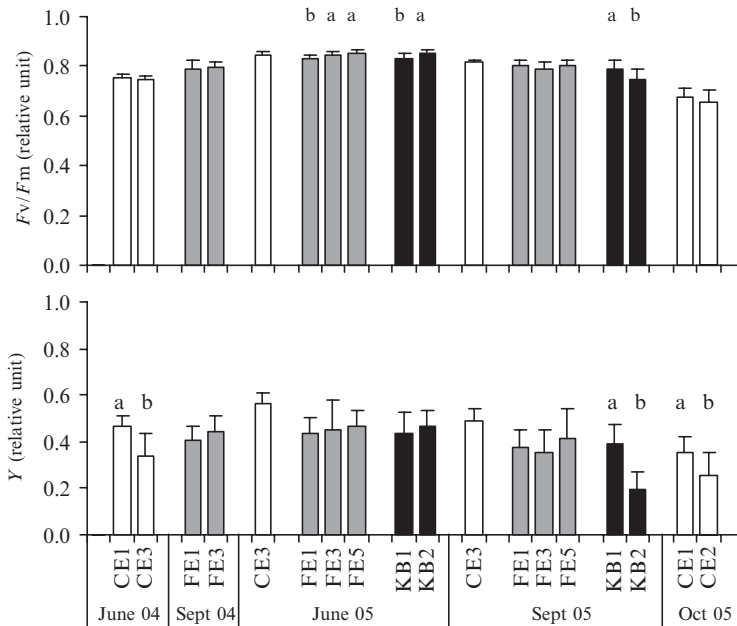 1.0
b a a b a a b
0.8
0.6
0.4
0.2
0.0
Fv/Fm (relative unit)
1.0
0.8
0.6
a b a b a b
0.4
0.2
0.0
Y (relative unit)
CE1 CE3 FE1 FE3 CE3 FE1 FE3 FE5 KB1 KB2 CE3 FE1 FE3 FE5 KB1 KB2 CE1 CE2
June 04 Sept 04 June 05 Sept 05 Oct 05